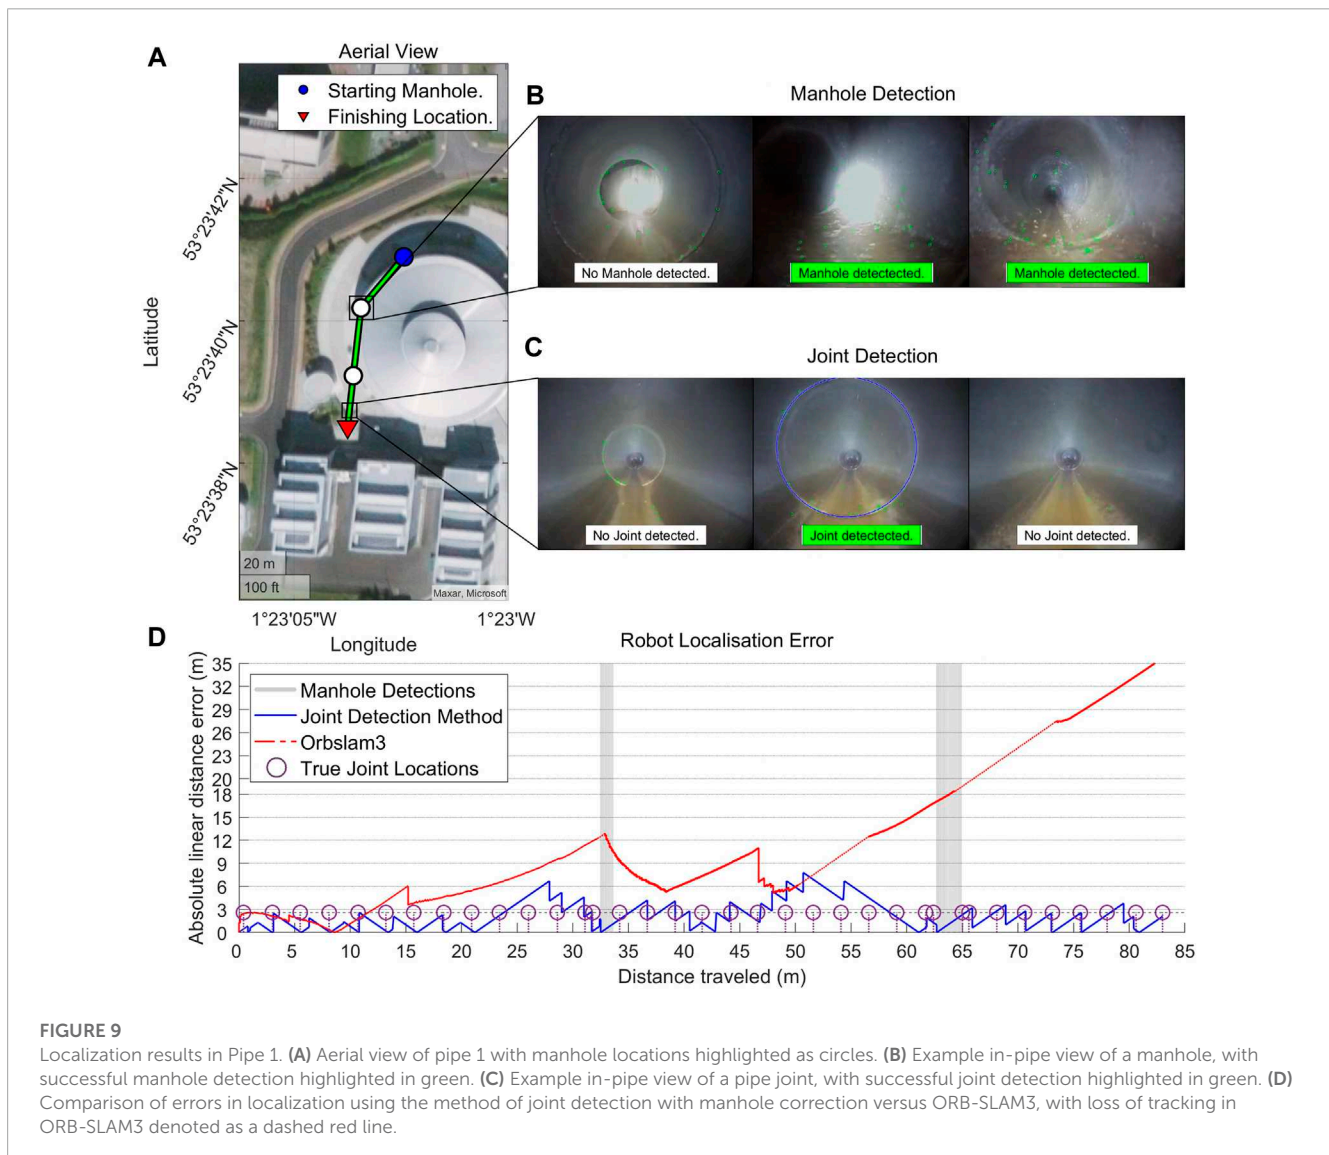 A
Aerial View
Starting Manhole.
Finishing Location.
53°23'42"N
53°23'40"N
53°23'38"N
Latitude
20 m
100 ft
Maxar, Microsoft
1°23'05"W
1°23'W
Longitude
B
Manhole Detection
No Manhole detected.
Manhole detectected.
Manhole detectected.
C
Joint Detection
No Joint detected.
Joint detectected.
No Joint detected.
D
Robot Localisation Error
Absolute linear distance error (m)
35
32
29
26
23
20
18
15
12
9
6
3
0
Manhole Detections
Joint Detection Method
Orbslam3
True Joint Locations
0 5 10 15 20 25 30 35 40 45 50 55 60 65 70 75 80 85
Distance traveled (m)
FIGURE 9
Localization results in Pipe 1. (A) Aerial view of pipe 1 with manhole locations highlighted as circles. (B) Example in-pipe view of a manhole, with
successful manhole detection highlighted in green. (C) Example in-pipe view of a pipe joint, with successful joint detection highlighted in green. (D)
Comparison of errors in localization using the method of joint detection with manhole correction versus ORB-SLAM3, with loss of tracking in
ORB-SLAM3 denoted as a dashed red line.